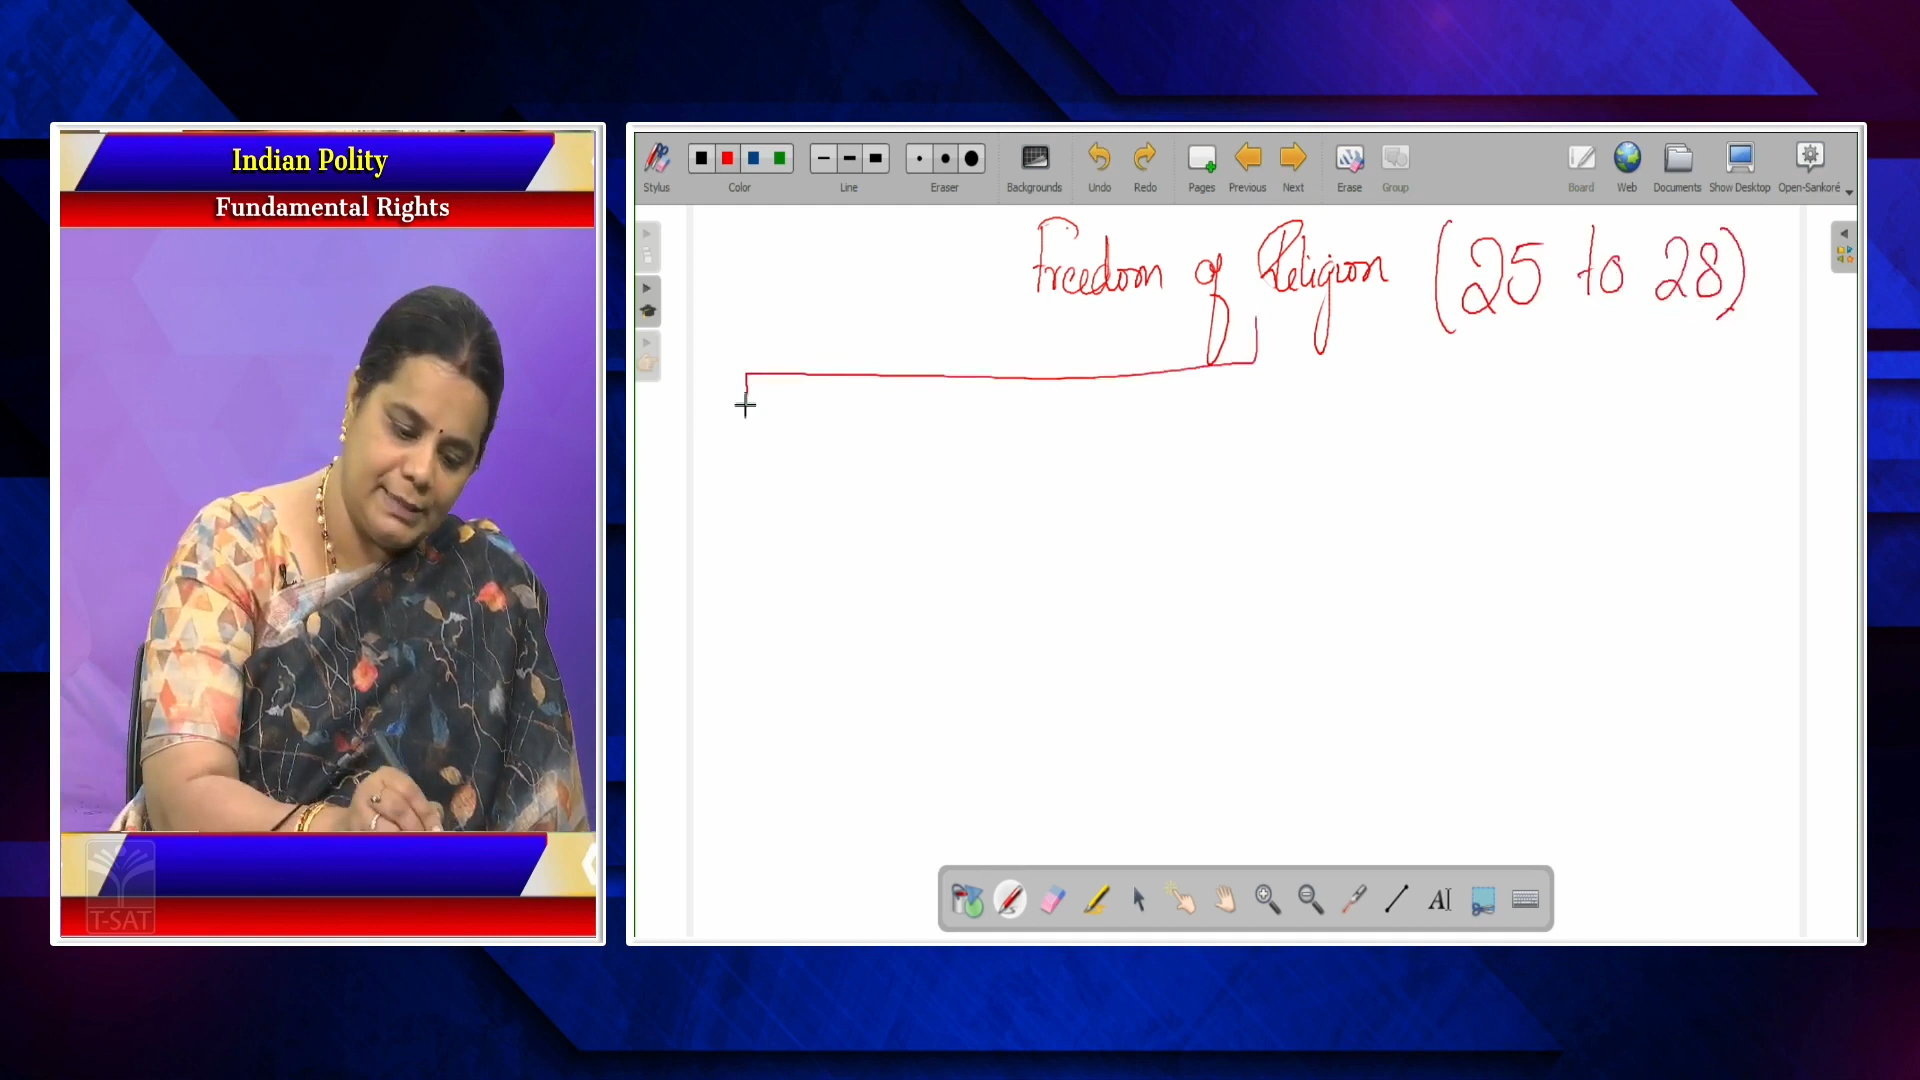 Indian Polity
Fundamental Rights
Stylus
Color
Line
Eraser
Backgrounds
Undo
Redo
Pages
Previous
Next
Erase
Group
Board
Web
Documents
Show Desktop
Open-Sankoré
Freedom of Religion (25 to 28)
AI
T-SAT